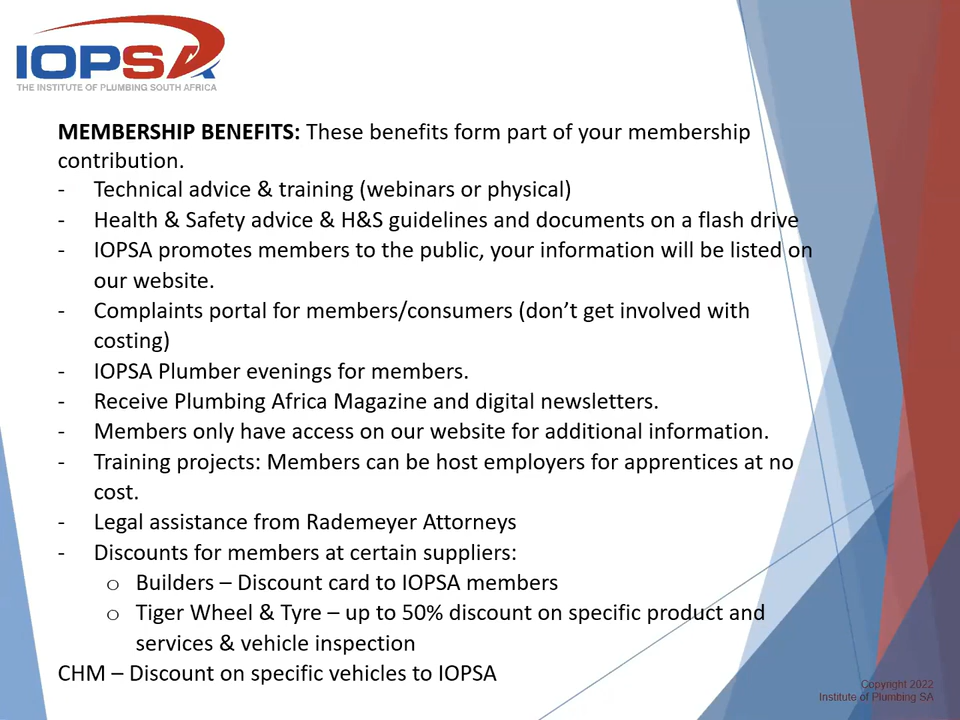 IOPSA
THE INSTITUTE OF PLUMBING SOUTH AFRICA
MEMBERSHIP BENEFITS: These benefits form part of your membership
contribution.
- Technical advice & training (webinars or physical)
- Health & Safety advice & H&S guidelines and documents on a flash drive
- IOPSA promotes members to the public, your information will be listed on
our website.
- Complaints portal for members/consumers (don’t get involved with
costing)
- IOPSA Plumber evenings for members.
- Receive Plumbing Africa Magazine and digital newsletters.
- Members only have access on our website for additional information.
- Training projects: Members can be host employers for apprentices at no
cost.
- Legal assistance from Rademeyer Attorneys
- Discounts for members at certain suppliers:
o Builders – Discount card to IOPSA members
o Tiger Wheel & Tyre – up to 50% discount on specific product and
services & vehicle inspection
CHM – Discount on specific vehicles to IOPSA
Copyright 2022
Institute of Plumbing SA